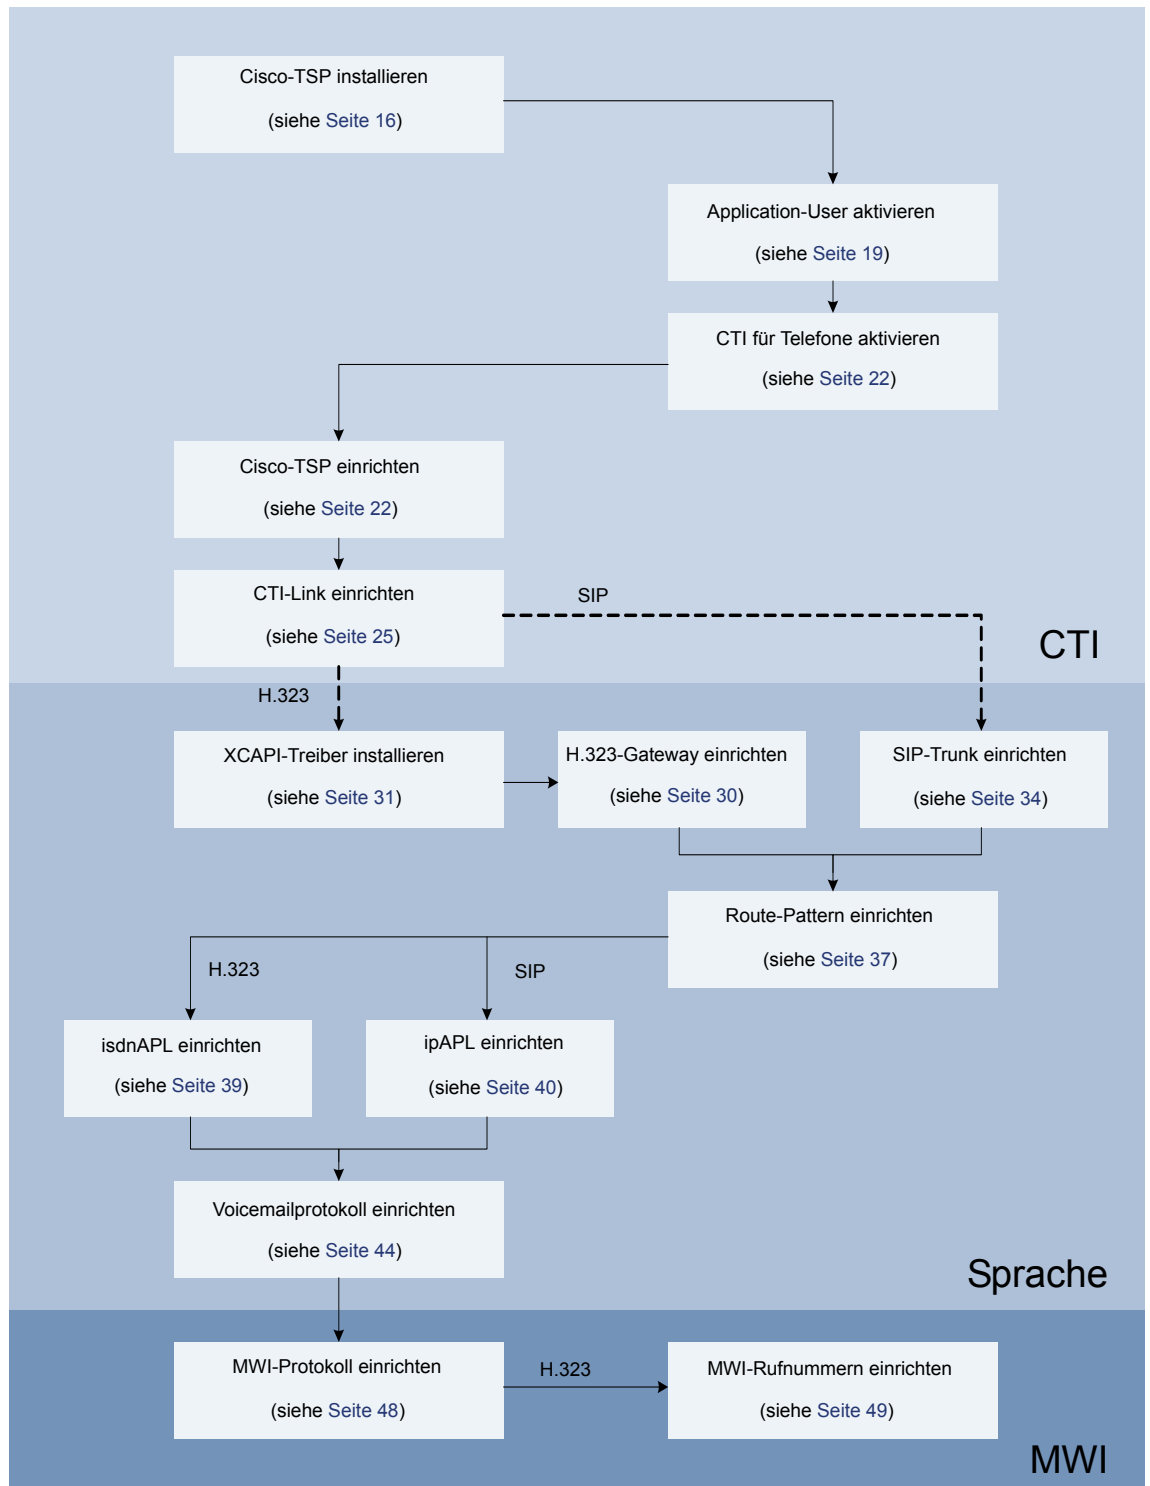 Cisco-TSP installieren
(siehe Seite 16)
Application-User aktivieren
(siehe Seite 19)
CTI für Telefone aktivieren
(siehe Seite 22)
Cisco-TSP einrichten
(siehe Seite 22)
CTI-Link einrichten
(siehe Seite 25)
SIP
CTI
H.323
XCAPI-Treiber installieren
(siehe Seite 31)
H.323-Gateway einrichten
(siehe Seite 30)
SIP-Trunk einrichten
(siehe Seite 34)
Route-Pattern einrichten
(siehe Seite 37)
H.323
SIP
isdnAPL einrichten
(siehe Seite 39)
ipAPL einrichten
(siehe Seite 40)
Voicemailprotokoll einrichten
(siehe Seite 44)
Sprache
MWI-Protokoll einrichten
(siehe Seite 48)
H.323
MWI-Rufnummern einrichten
(siehe Seite 49)
MWI